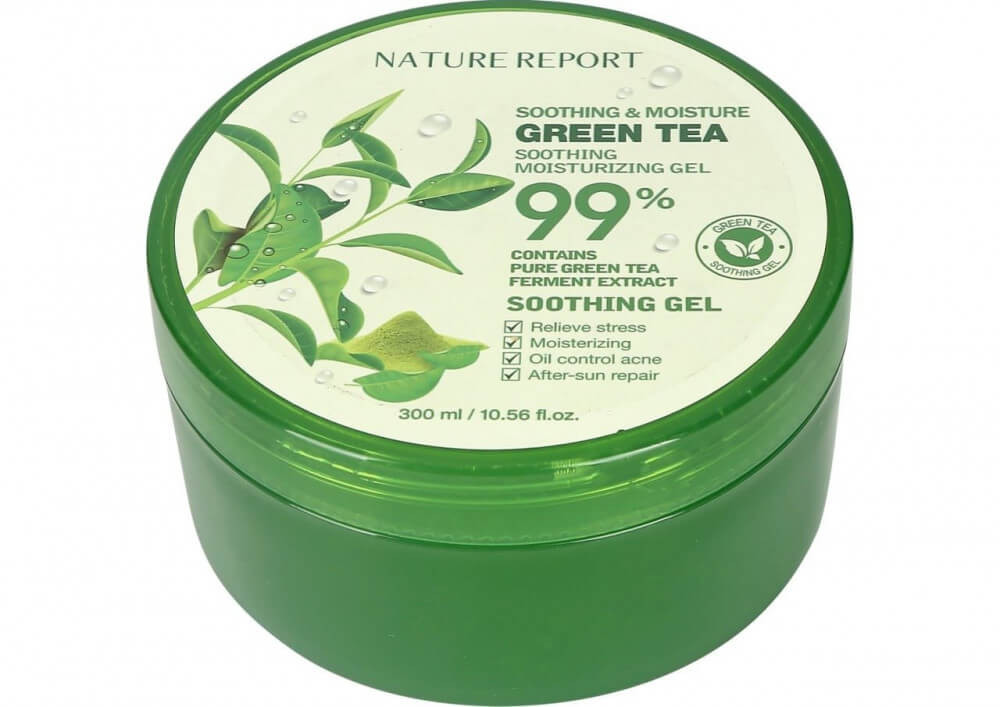 NATURE REPORT
SOOTHING & MOISTURE
GREEN TEA
SOOTHING
MOISTURIZING GEL
99%
CONTAINS
PURE GREEN TEA
FERMENT EXTRACT
SOOTHING GEL
Relieve stress
Moisterizing
Oil control acne
After-sun repair
GREEN TEA
SOOTHING GEL
300 ml / 10.56 fl.oz.